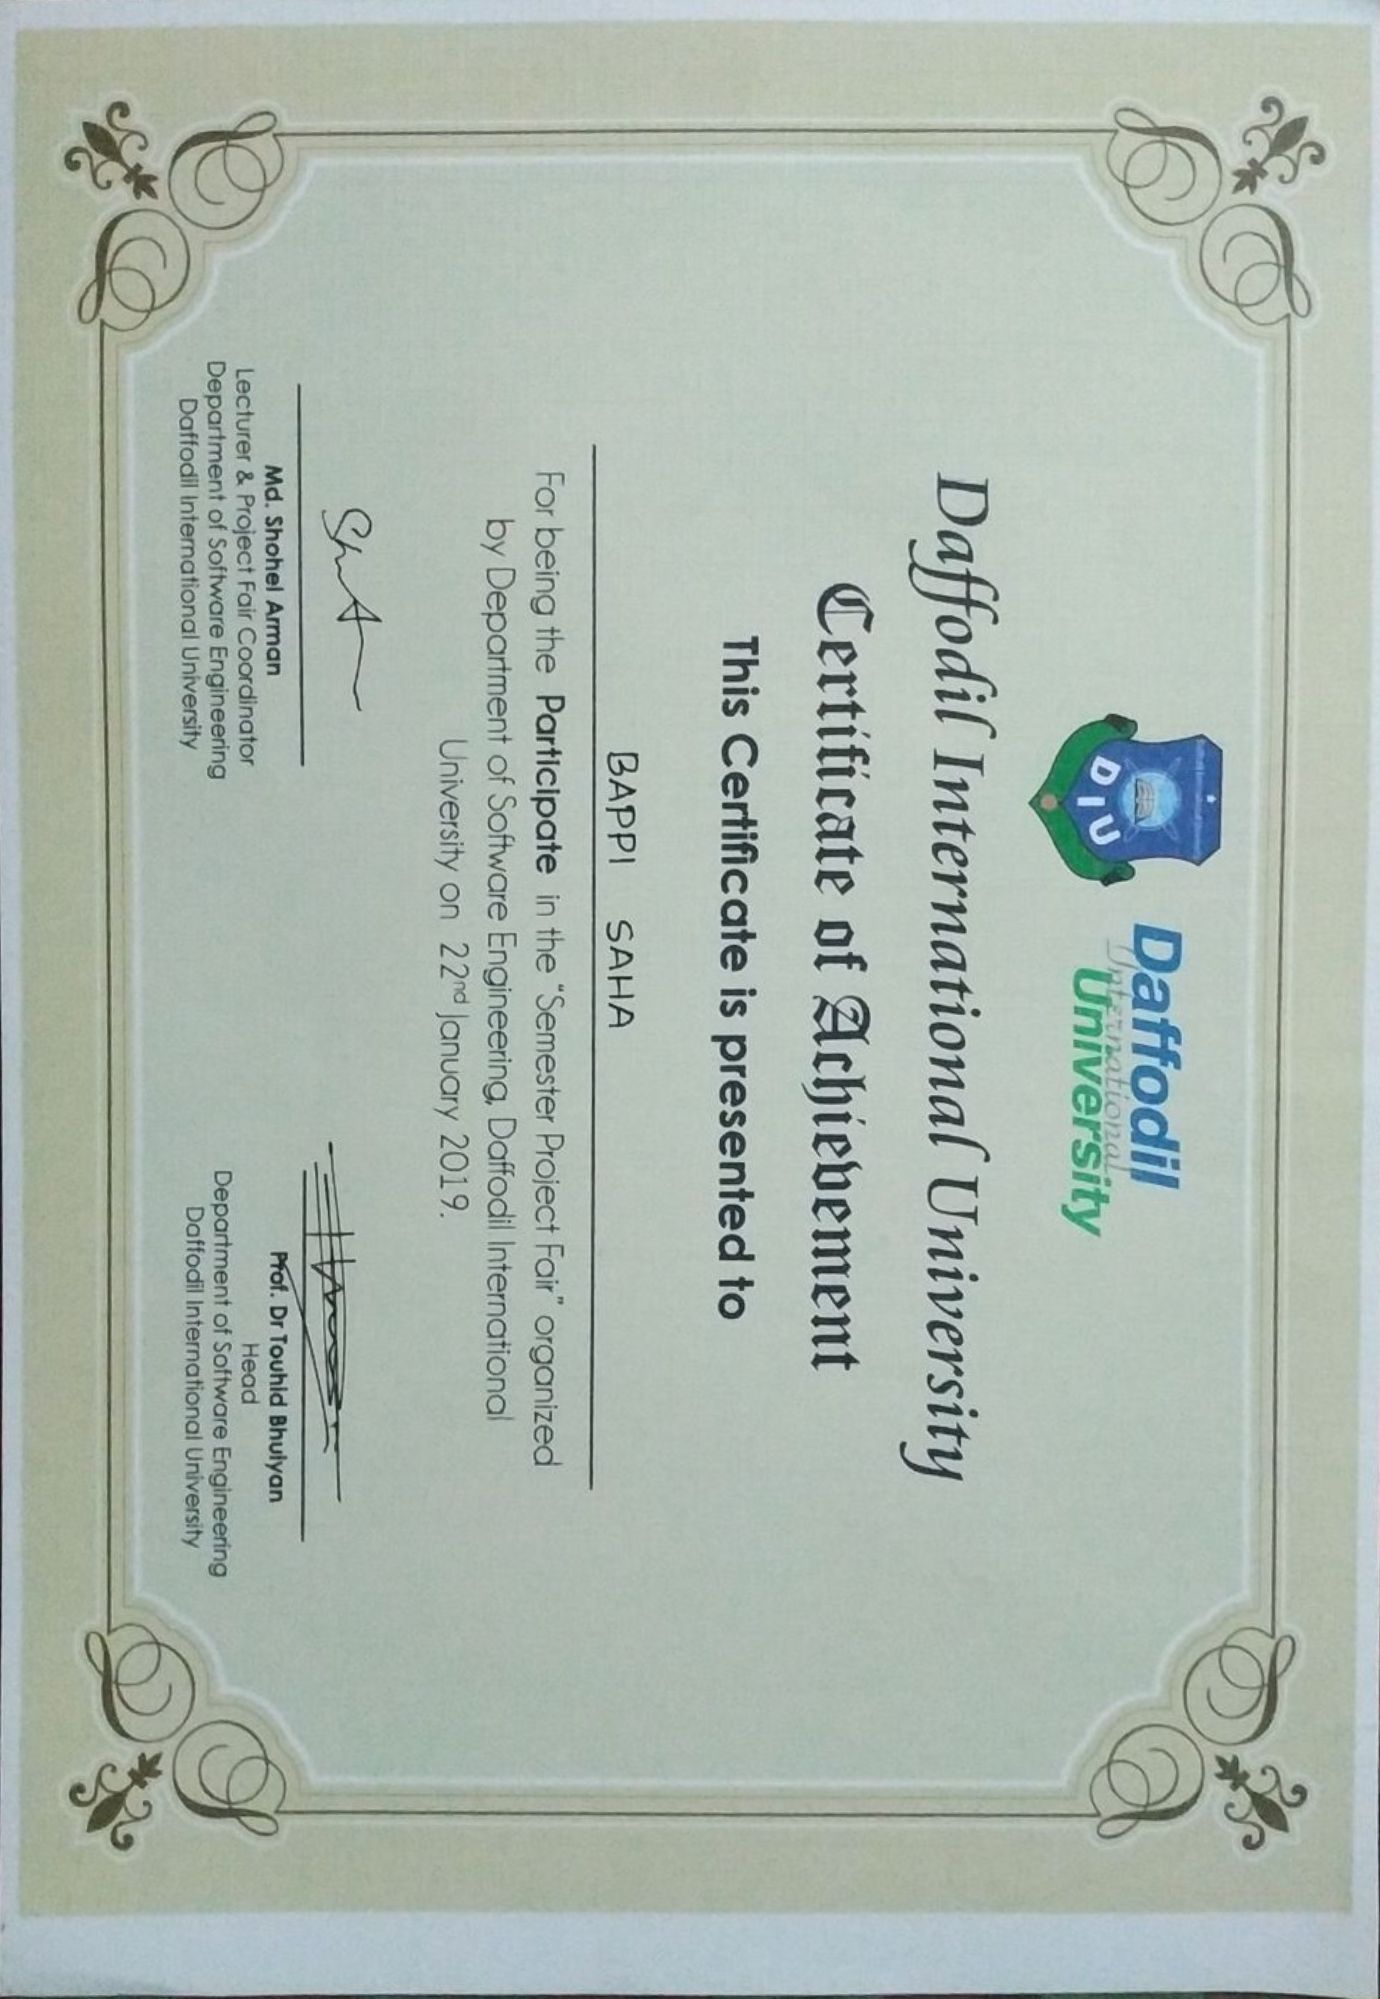 DIU
Daffodil
International
University
Daffodil International University
Certificate of Achievement
This Certificate is presented to
BAPPI SAHA
For being the Participate in the “Semester Project Fair” organized
by Department of Software Engineering, Daffodil International
University on 22nd January 2019.
Md. Shohel Arman
Lecturer & Project Fair Coordinator
Department of Software Engineering
Daffodil International University
Prof. Dr Touhid Bhuiyan
Head
Department of Software Engineering
Daffodil International University